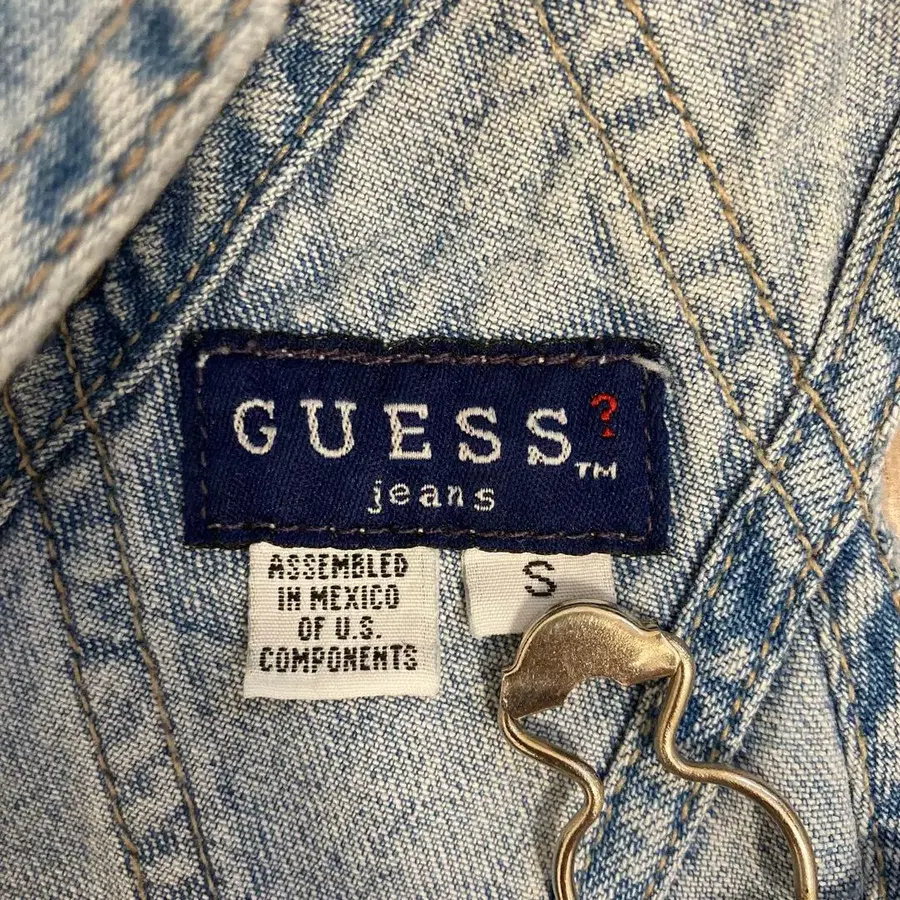 GUESS?™
jeans
ASSEMBLED
IN MEXICO
OF U.S.
COMPONENTS
S